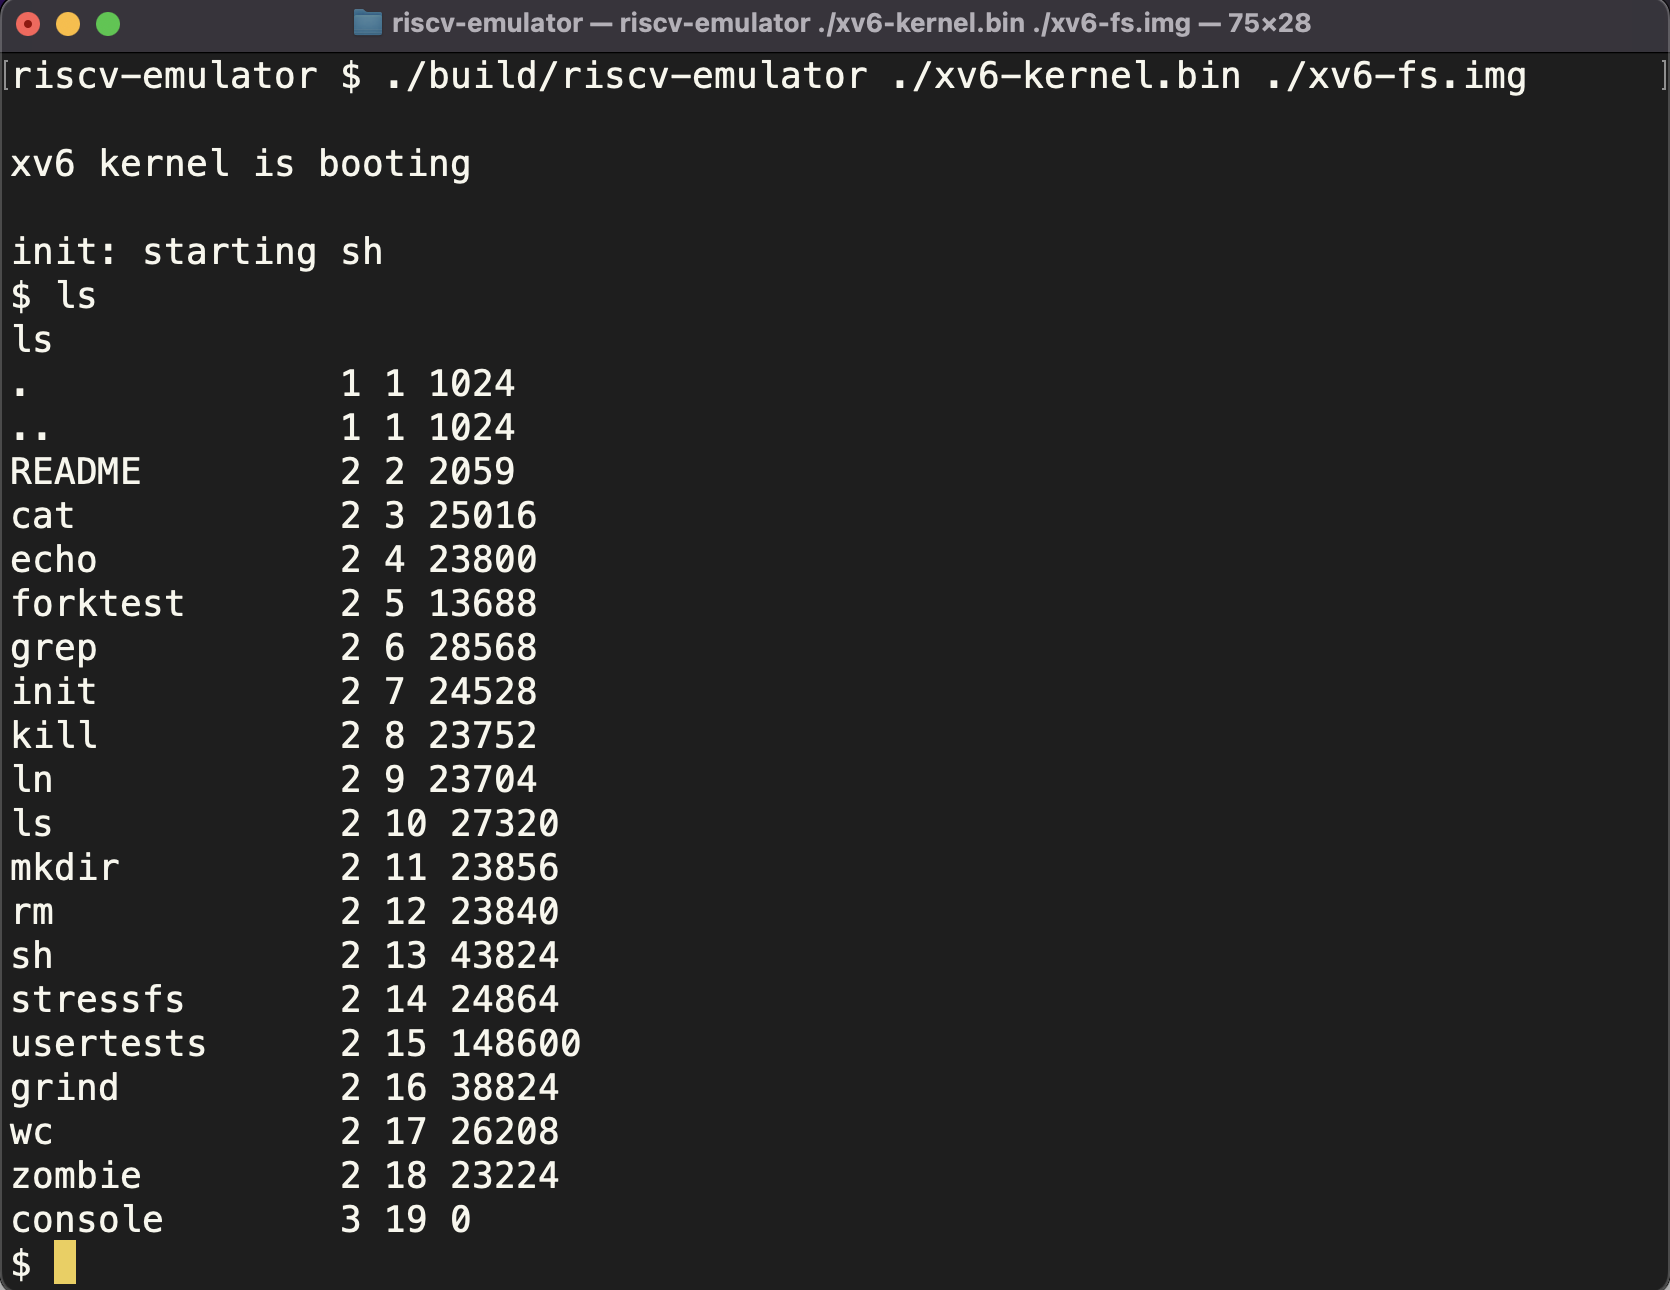 riscv-emulator — riscv-emulator ./xv6-kernel.bin ./xv6-fs.img — 75×28
[riscv-emulator $ ./build/riscv-emulator ./xv6-kernel.bin ./xv6-fs.img ]
xv6 kernel is booting
init: starting sh
$ ls
ls
. 1 1 1024
.. 1 1 1024
README 2 2 2059
cat 2 3 25016
echo 2 4 23800
forktest 2 5 13688
grep 2 6 28568
init 2 7 24528
kill 2 8 23752
ln 2 9 23704
ls 2 10 27320
mkdir 2 11 23856
rm 2 12 23840
sh 2 13 43824
stressfs 2 14 24864
usertests 2 15 148600
grind 2 16 38824
wc 2 17 26208
zombie 2 18 23224
console 3 19 0
$